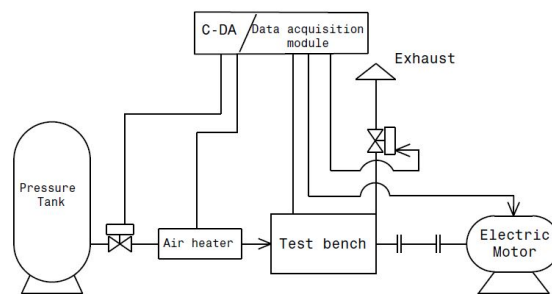 C-DA
Data acquisition
module
Exhaust
Pressure
Tank
Air heater
Test bench
Electric
Motor